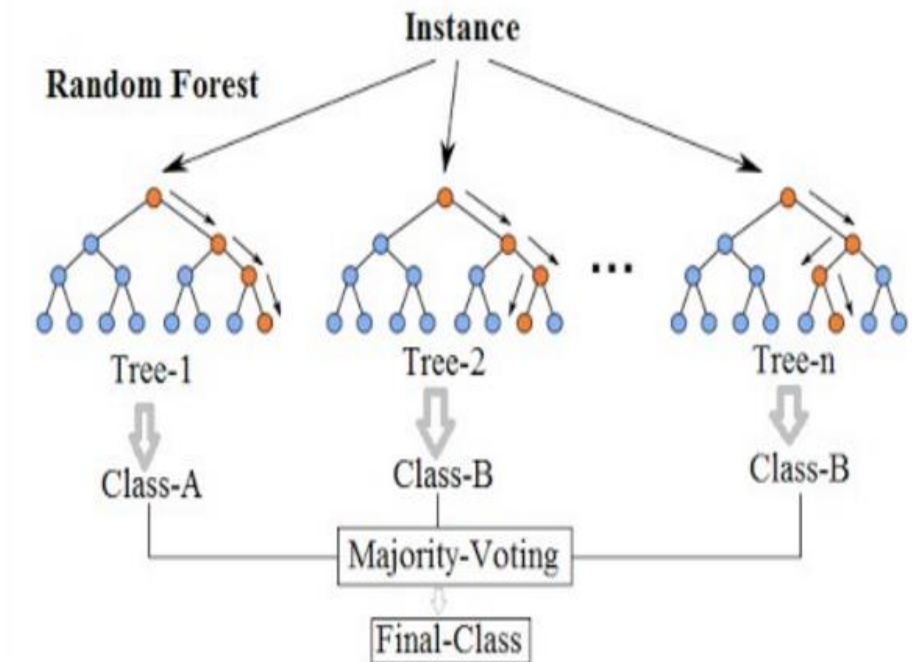 Instance
Random Forest
...
Tree-1
Tree-2
Tree-n
Class-A
Class-B
Class-B
Majority-Voting
Final-Class